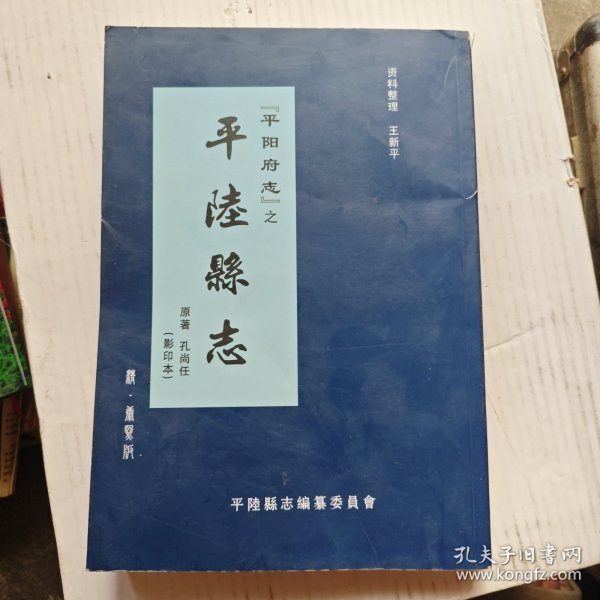 资料整理 王新平
『平阳府志』之
平陸縣志
原著 孔尚任
（影印本）
平陸縣志編纂委員會
孔夫子旧书网
www.kongfz.com